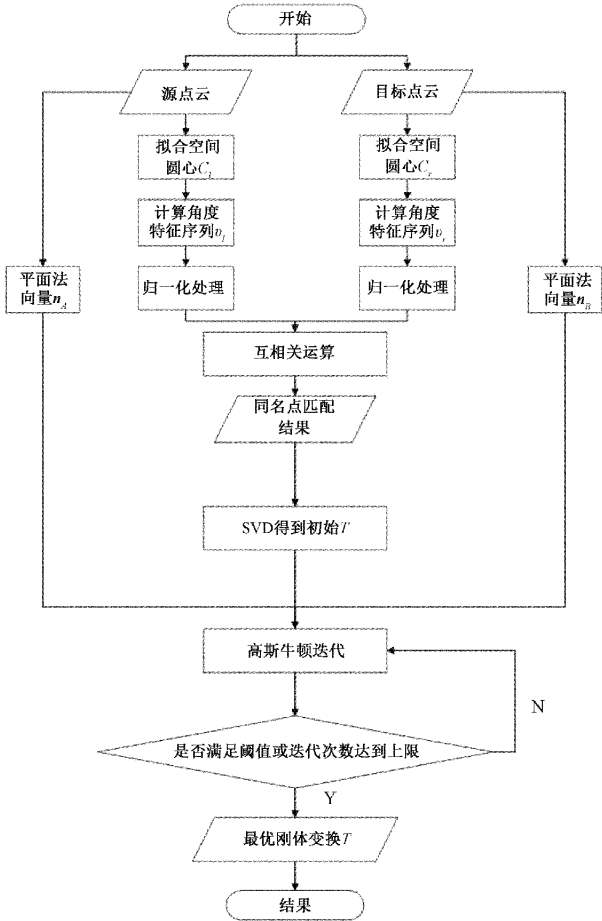 开始
源点云
目标点云
拟合空间
圆心C_l
拟合空间
圆心C_r
计算角度
特征序列v_l
计算角度
特征序列v_r
平面法
向量n_A
归一化处理
归一化处理
平面法
向量n_B
互相关运算
同名点匹配
结果
SVD得到初始T
高斯牛顿迭代
N
是否满足阈值或迭代次数达到上限
Y
最优刚体变换T
结果